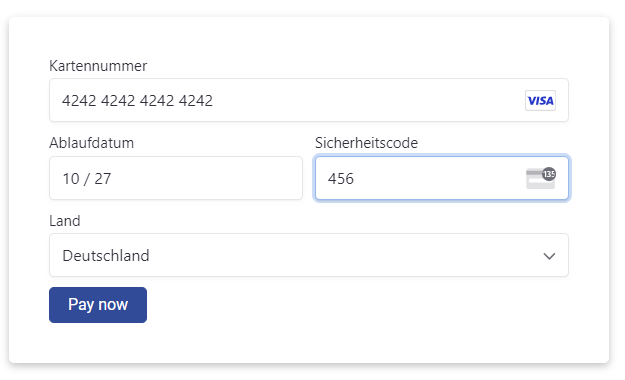 Kartennummer
4242 4242 4242 4242 VISA
Ablaufdatum Sicherheitscode
10 / 27 456 135
Land
Deutschland
Pay now